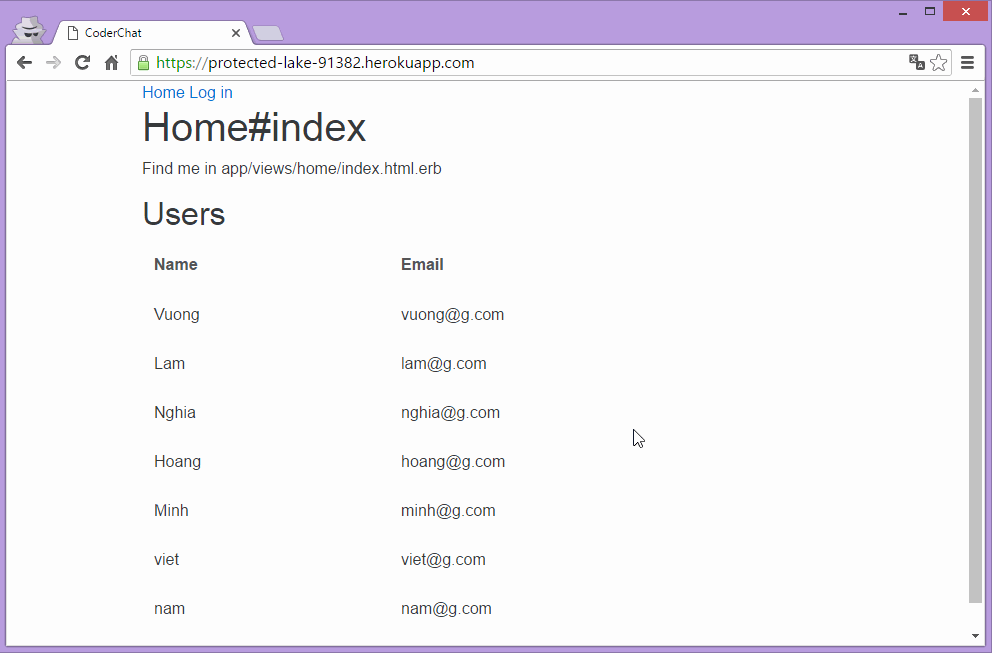 CoderChat
https://protected-lake-91382.herokuapp.com
Home Log in
Home#index
Find me in app/views/home/index.html.erb
Users
Name Email
Vuong vuong@g.com
Lam lam@g.com
Nghia nghia@g.com
Hoang hoang@g.com
Minh minh@g.com
viet viet@g.com
nam nam@g.com